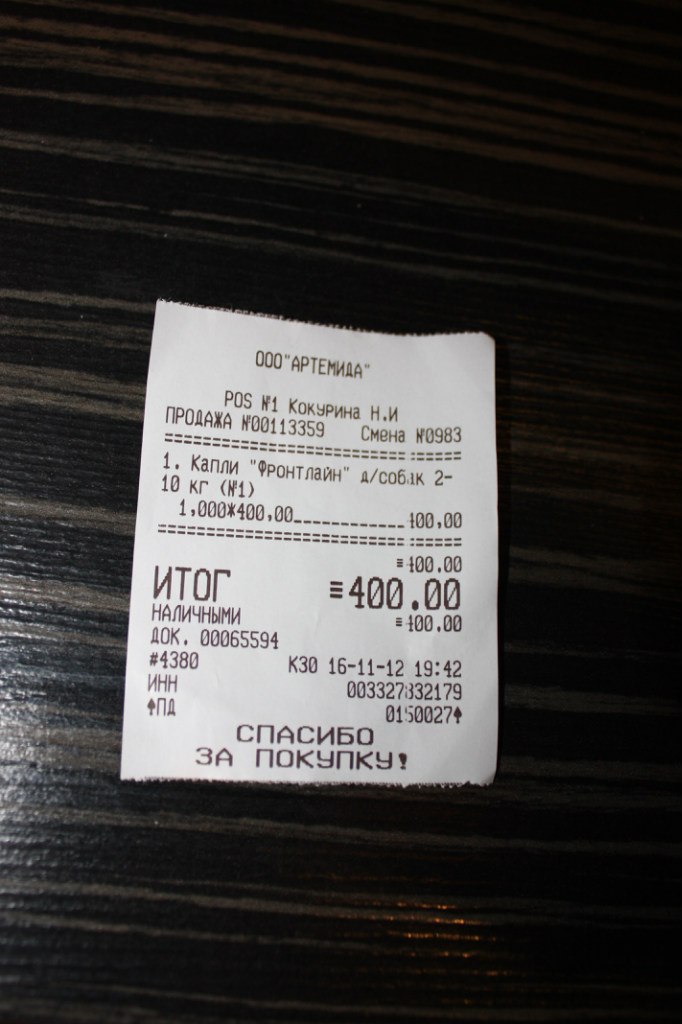 ООО"АРТЕМИДА"
POS №1 Кокурина Н.И
ПРОДАЖА №00113359 Смена №0983
1. Капли "Фронтлайн" д/собак 2-
10 кг (№1)
1,000*400,00 400,00
≡400.00
ИТОГ ≡400.00
НАЛИЧНЫМИ ≡400.00
ДОК. 00065594
#4380 К30 16-11-12 19:42
ИНН 003327832179
ПД 0150027
СПАСИБО
ЗА ПОКУПКУ!